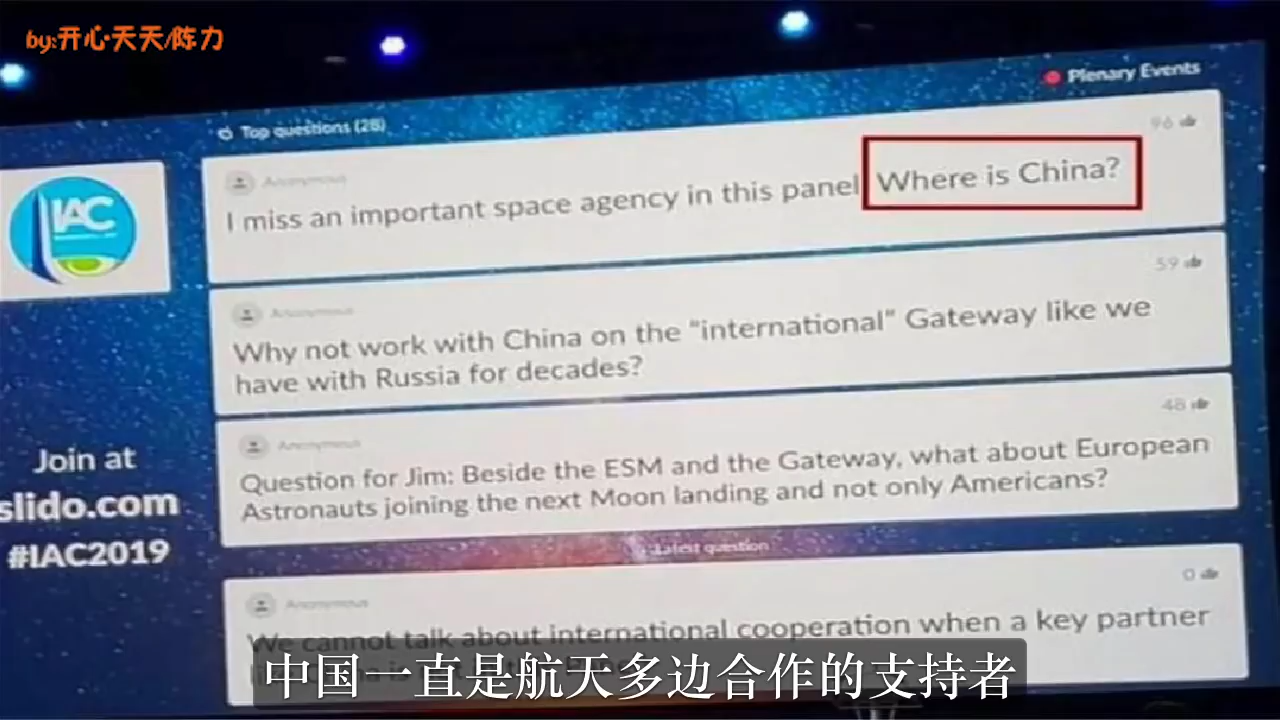 by:开心天天/陈力
Plenary Events
Top questions (28)
96
Anonymous
I miss an important space agency in this panel Where is China?
IAC
59
Anonymous
Why not work with China on the "international" Gateway like we
have with Russia for decades?
48
Anonymous
Question for Jim: Beside the ESM and the Gateway, what about European
Astronauts joining the next Moon landing and not only Americans?
Join at
slido.com
#IAC2019
Latest question
0
Anonymous
We cannot talk about international cooperation when a key partner
中国一直是航天多边合作的支持者